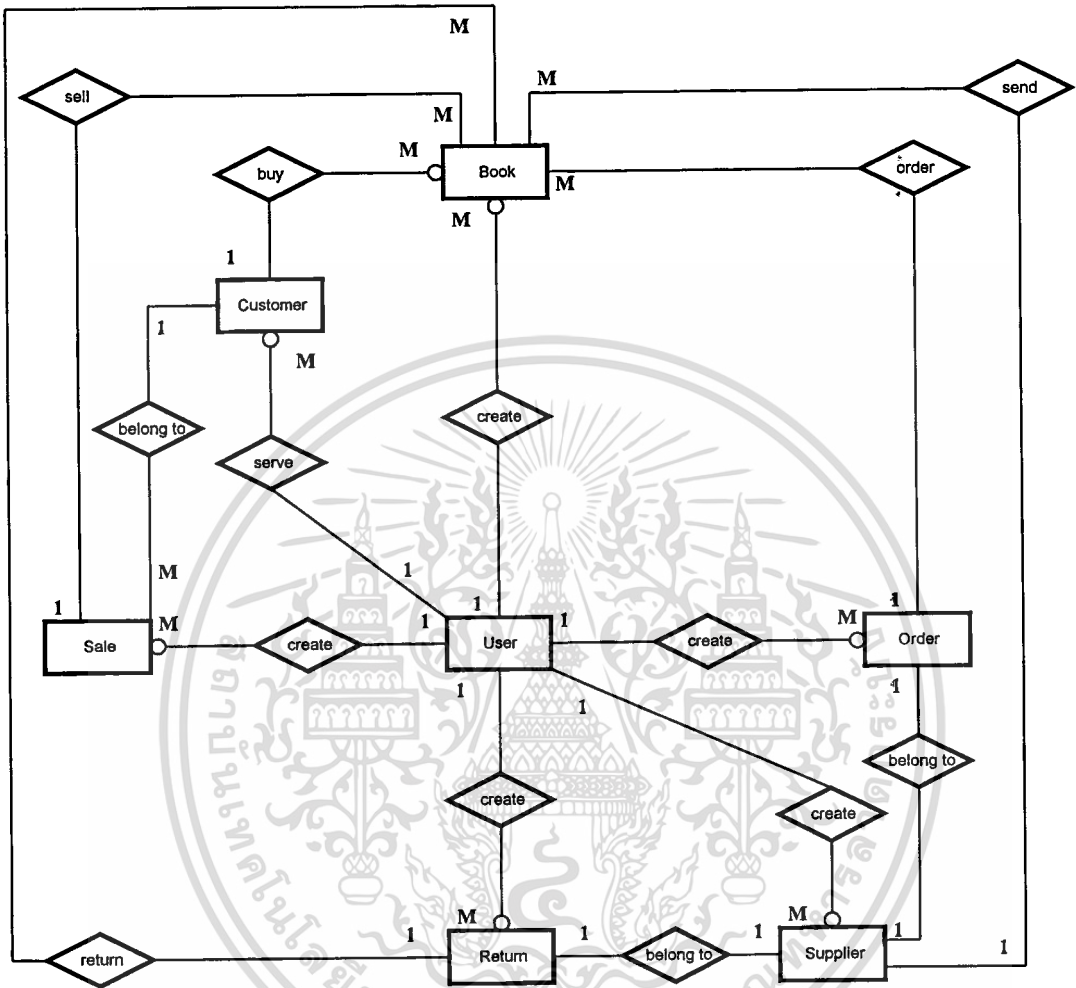 M
sell
M
send
M
M
buy
Book
order
M
M
1
Customer
1
M
create
belong to
serve
M
1
1
1
1
1
M
M
Sale
create
User
create
Order
1
1
1
belong to
create
create
M
M
1
1
1
1
1
return
Return
belong to
Supplier